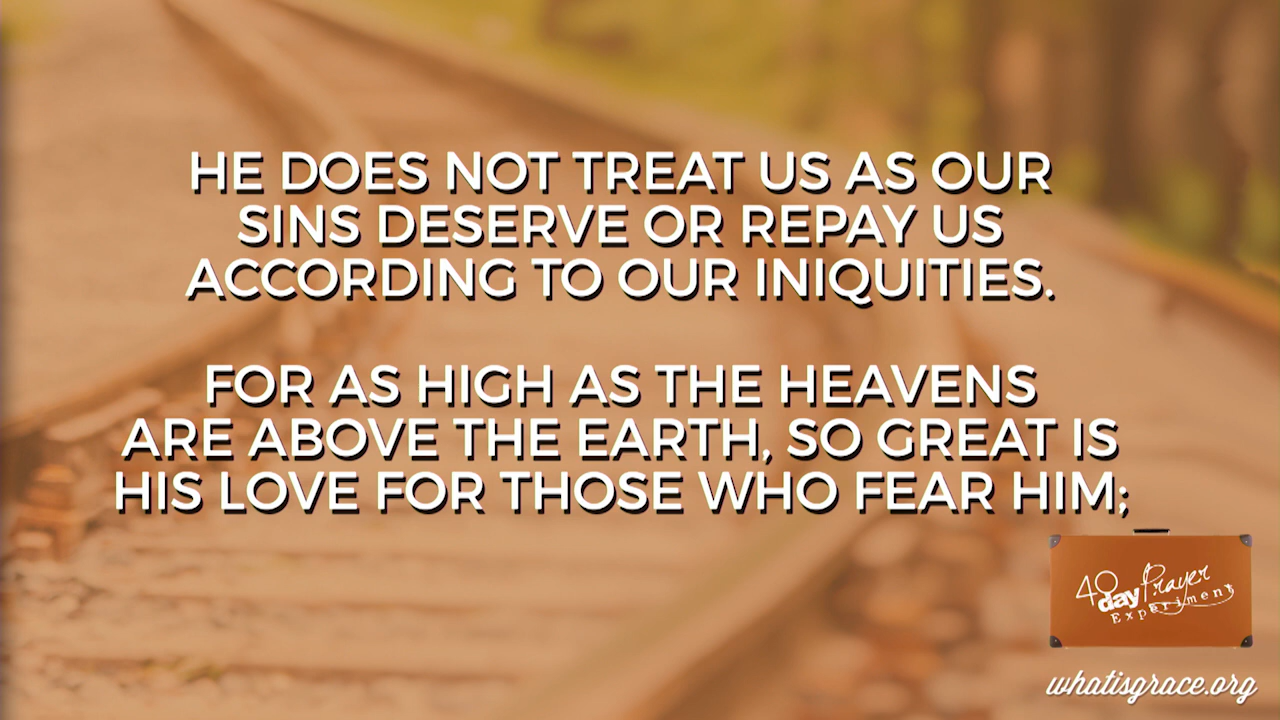 HE DOES NOT TREAT US AS OUR
SINS DESERVE OR REPAY US
ACCORDING TO OUR INIQUITIES.
FOR AS HIGH AS THE HEAVENS
ARE ABOVE THE EARTH, SO GREAT IS
HIS LOVE FOR THOSE WHO FEAR HIM;
40 day Prayer
Experiment
whatisgrace.org